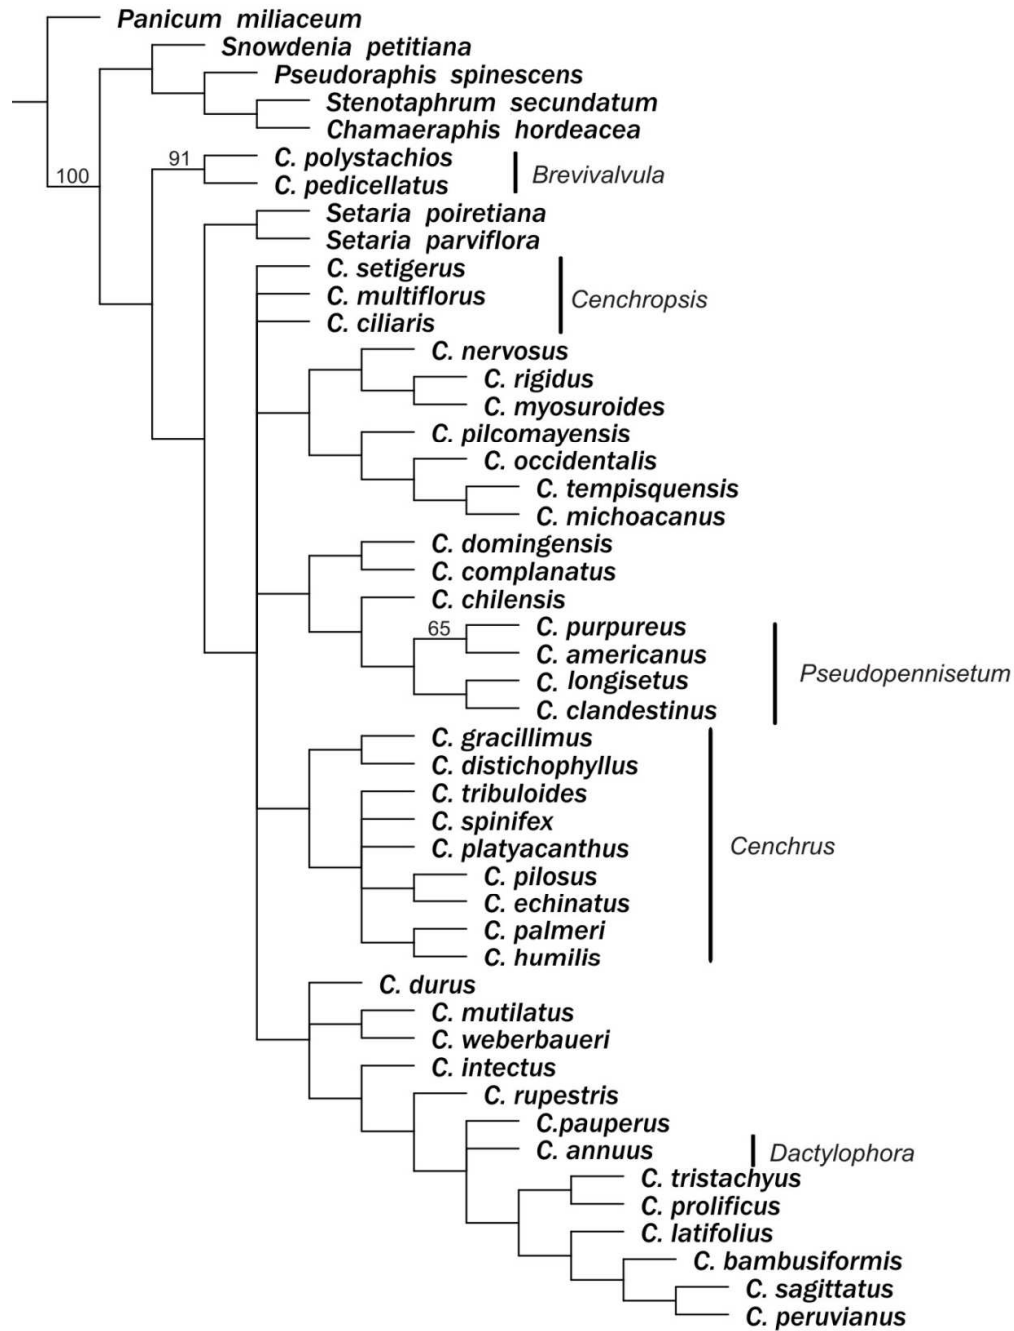 Panicum miliaceum
Snowdenia petitiana
Pseudoraphis spinescens
Stenotaphrum secundatum
Chamaeraphis hordeacea
91
C. polystachios
100
Brevivalvula
C. pedicellatus
Setaria poiretiana
Setaria parviflora
C. setigerus
C. multiflorus
Cenchropsis
C. ciliaris
C. nervosus
C. rigidus
C. myosuroides
C. pilcomayensis
C. occidentalis
C. tempisquensis
C. michoacanus
C. domingensis
C. complanatus
C. chilensis
65
C. purpureus
C. americanus
Pseudopennisetum
C. longisetus
C. clandestinus
C. gracillimus
C. distichophyllus
C. tribuloides
C. spinifex
C. platyacanthus
Cenchrus
C. pilosus
C. echinatus
C. palmeri
C. humilis
C. durus
C. mutilatus
C. weberbaueri
C. intectus
C. rupestris
C.pauperus
C. annuus
Dactylophora
C. tristachyus
C. prolificus
C. latifolius
C. bambusiformis
C. sagittatus
C. peruvianus